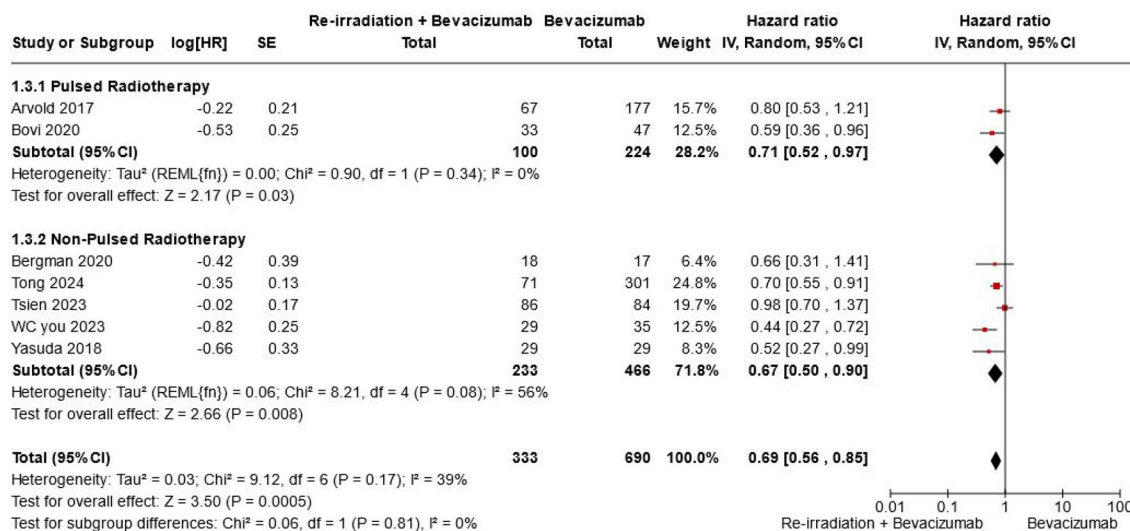 Re-irradiation + Bevacizumab Bevacizumab Hazard ratio Hazard ratio
Study or Subgroup log[HR] SE Total Total Weight IV, Random, 95% CI IV, Random, 95% CI
1.3.1 Pulsed Radiotherapy
Arvold 2017 -0.22 0.21 67 177 15.7% 0.80 [0.53 , 1.21]
Bovi 2020 -0.53 0.25 33 47 12.5% 0.59 [0.36 , 0.96]
Subtotal (95% CI) 100 224 28.2% 0.71 [0.52 , 0.97]
Heterogeneity: Tau² (REML{fn}) = 0.00; Chi² = 0.90, df = 1 (P = 0.34); I² = 0%
Test for overall effect: Z = 2.17 (P = 0.03)
1.3.2 Non-Pulsed Radiotherapy
Bergman 2020 -0.42 0.39 18 17 6.4% 0.66 [0.31 , 1.41]
Tong 2024 -0.35 0.13 71 301 24.8% 0.70 [0.55 , 0.91]
Tsien 2023 -0.02 0.17 86 84 19.7% 0.98 [0.70 , 1.37]
WC you 2023 -0.82 0.25 29 35 12.5% 0.44 [0.27 , 0.72]
Yasuda 2018 -0.66 0.33 29 29 8.3% 0.52 [0.27 , 0.99]
Subtotal (95% CI) 233 466 71.8% 0.67 [0.50 , 0.90]
Heterogeneity: Tau² (REML{fn}) = 0.06; Chi² = 8.21, df = 4 (P = 0.08); I² = 56%
Test for overall effect: Z = 2.66 (P = 0.008)
Total (95% CI) 333 690 100.0% 0.69 [0.56 , 0.85]
Heterogeneity: Tau² = 0.03; Chi² = 9.12, df = 6 (P = 0.17); I² = 39%
Test for overall effect: Z = 3.50 (P = 0.0005) 0.01 0.1 1 10 100
Test for subgroup differences: Chi² = 0.06, df = 1 (P = 0.81), I² = 0% Re-irradiation + Bevacizumab Bevacizumab